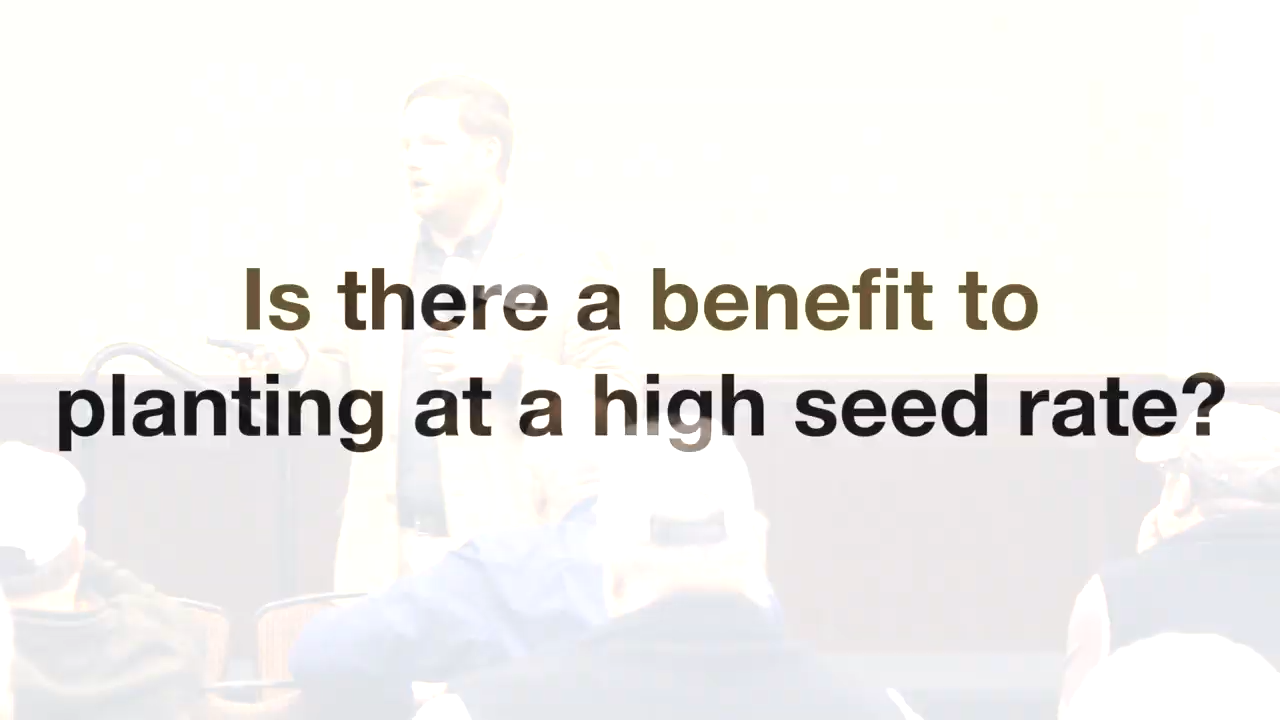 Is there a benefit to
planting at a high seed rate?